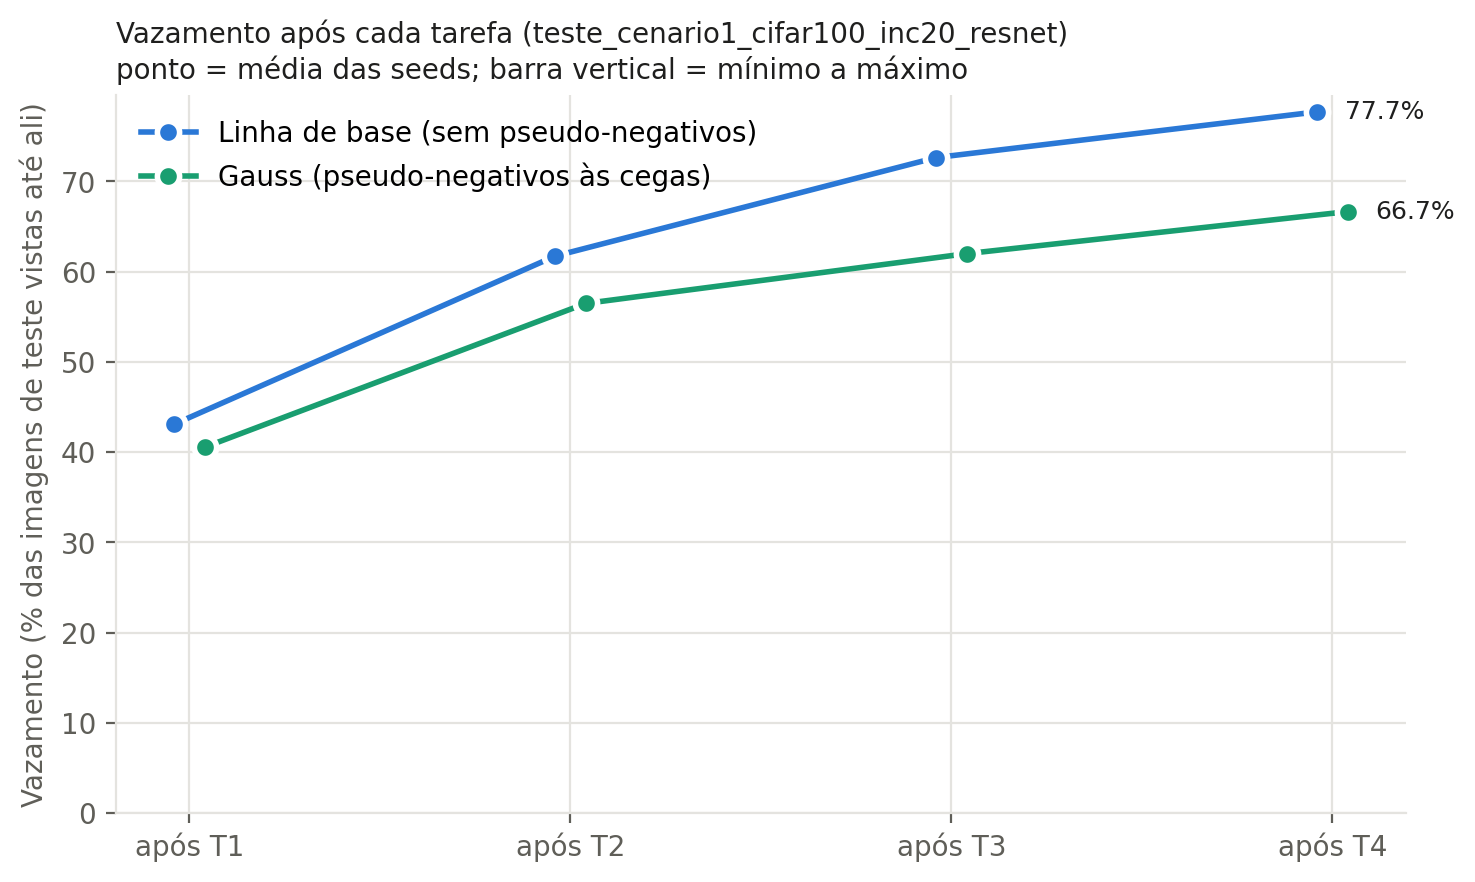 Vazamento após cada tarefa (teste_cenario1_cifar100_inc20_resnet)
ponto = média das seeds; barra vertical = mínimo a máximo
Linha de base (sem pseudo-negativos)
Gauss (pseudo-negativos às cegas)
77.7%
66.7%
Vazamento (% das imagens de teste vistas até ali)
70
60
50
40
30
20
10
0
após T1
após T2
após T3
após T4